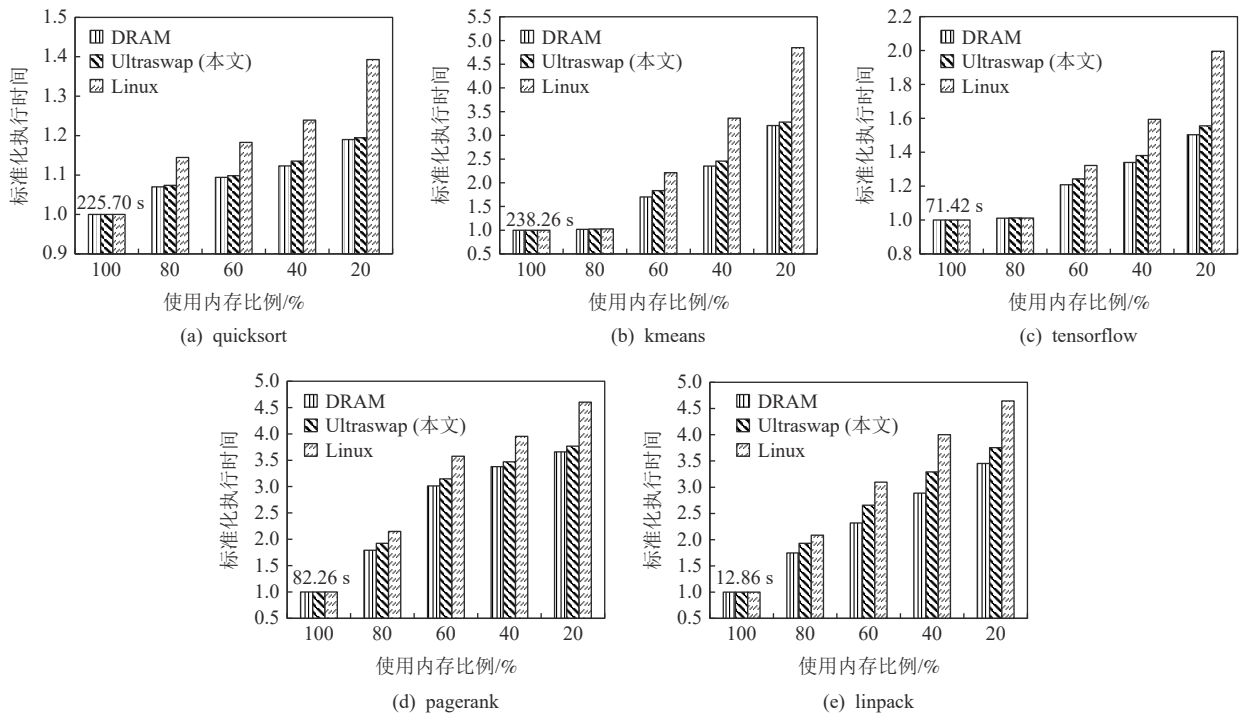 1.5
1.4
1.3
1.2
1.1
1.0
0.9
标准化执行时间
DRAM
Ultraswap (本文)
Linux
225.70 s
100 80 60 40 20
使用内存比例/%
(a) quicksort
5.5
5.0
4.5
4.0
3.5
3.0
2.5
2.0
1.5
1.0
0.5
标准化执行时间
DRAM
Ultraswap (本文)
Linux
238.26 s
100 80 60 40 20
使用内存比例/%
(b) kmeans
2.2
2.0
1.8
1.6
1.4
1.2
1.0
0.8
标准化执行时间
DRAM
Ultraswap (本文)
Linux
71.42 s
100 80 60 40 20
使用内存比例/%
(c) tensorflow
5.0
4.5
4.0
3.5
3.0
2.5
2.0
1.5
1.0
0.5
标准化执行时间
DRAM
Ultraswap (本文)
Linux
82.26 s
100 80 60 40 20
使用内存比例/%
(d) pagerank
5.0
4.5
4.0
3.5
3.0
2.5
2.0
1.5
1.0
0.5
标准化执行时间
DRAM
Ultraswap (本文)
Linux
12.86 s
100 80 60 40 20
使用内存比例/%
(e) linpack